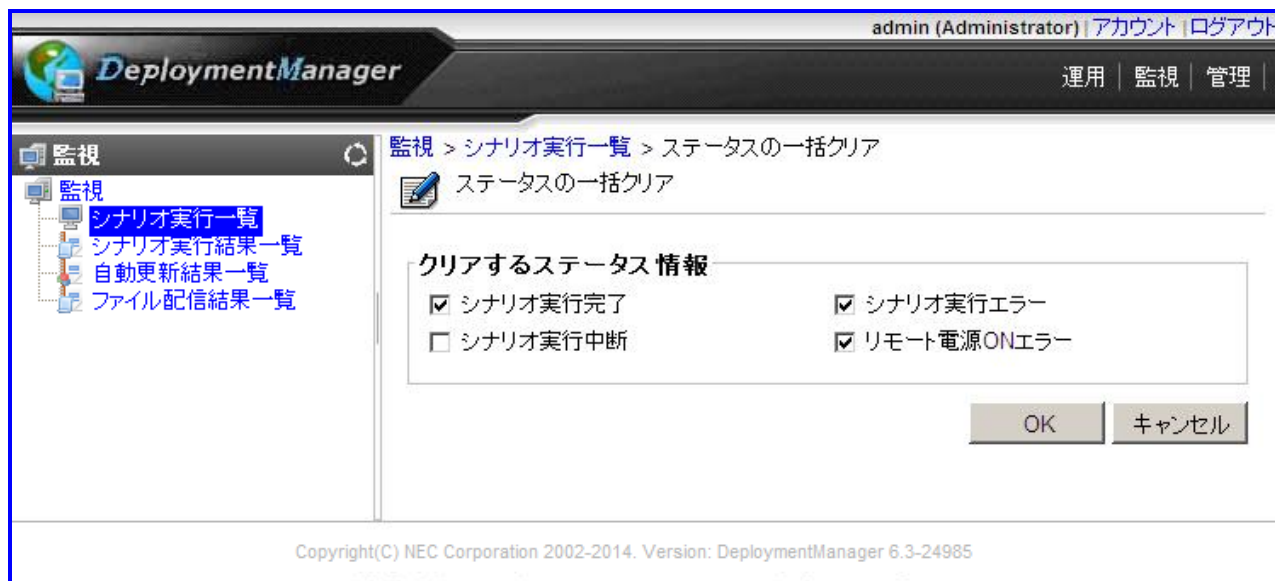 admin (Administrator) | アカウント | ログアウト
DeploymentManager
運用 | 監視 | 管理 |
監視
監視
シナリオ実行一覧
シナリオ実行結果一覧
自動更新結果一覧
ファイル配信結果一覧
監視 > シナリオ実行一覧 > ステータスの一括クリア
ステータスの一括クリア
クリアするステータス情報
シナリオ実行完了
シナリオ実行エラー
シナリオ実行中断
リモート電源ONエラー
OK
キャンセル
Copyright(C) NEC Corporation 2002-2014. Version: DeploymentManager 6.3-24985